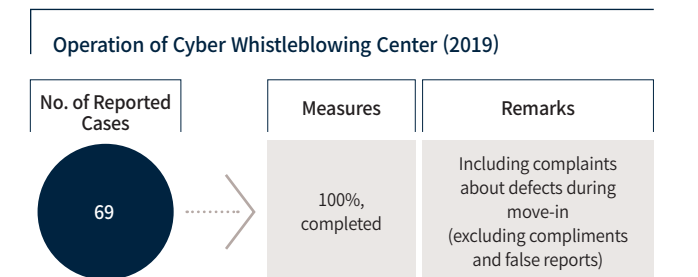 Operation of Cyber Whistleblowing Center (2019)
No. of Reported
Cases
Measures
Remarks
69
100%,
completed
Including complaints
about defects during
move-in
(excluding compliments
and false reports)